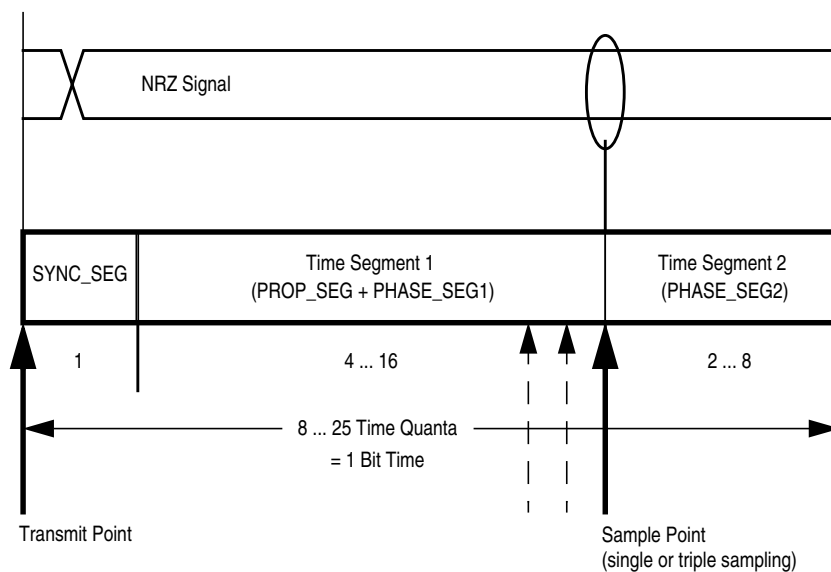 NRZ Signal
SYNC_SEG
Time Segment 1
(PROP_SEG + PHASE_SEG1)
Time Segment 2
(PHASE_SEG2)
1
4 ... 16
2 ... 8
8 ... 25 Time Quanta
= 1 Bit Time
Transmit Point
Sample Point
(single or triple sampling)